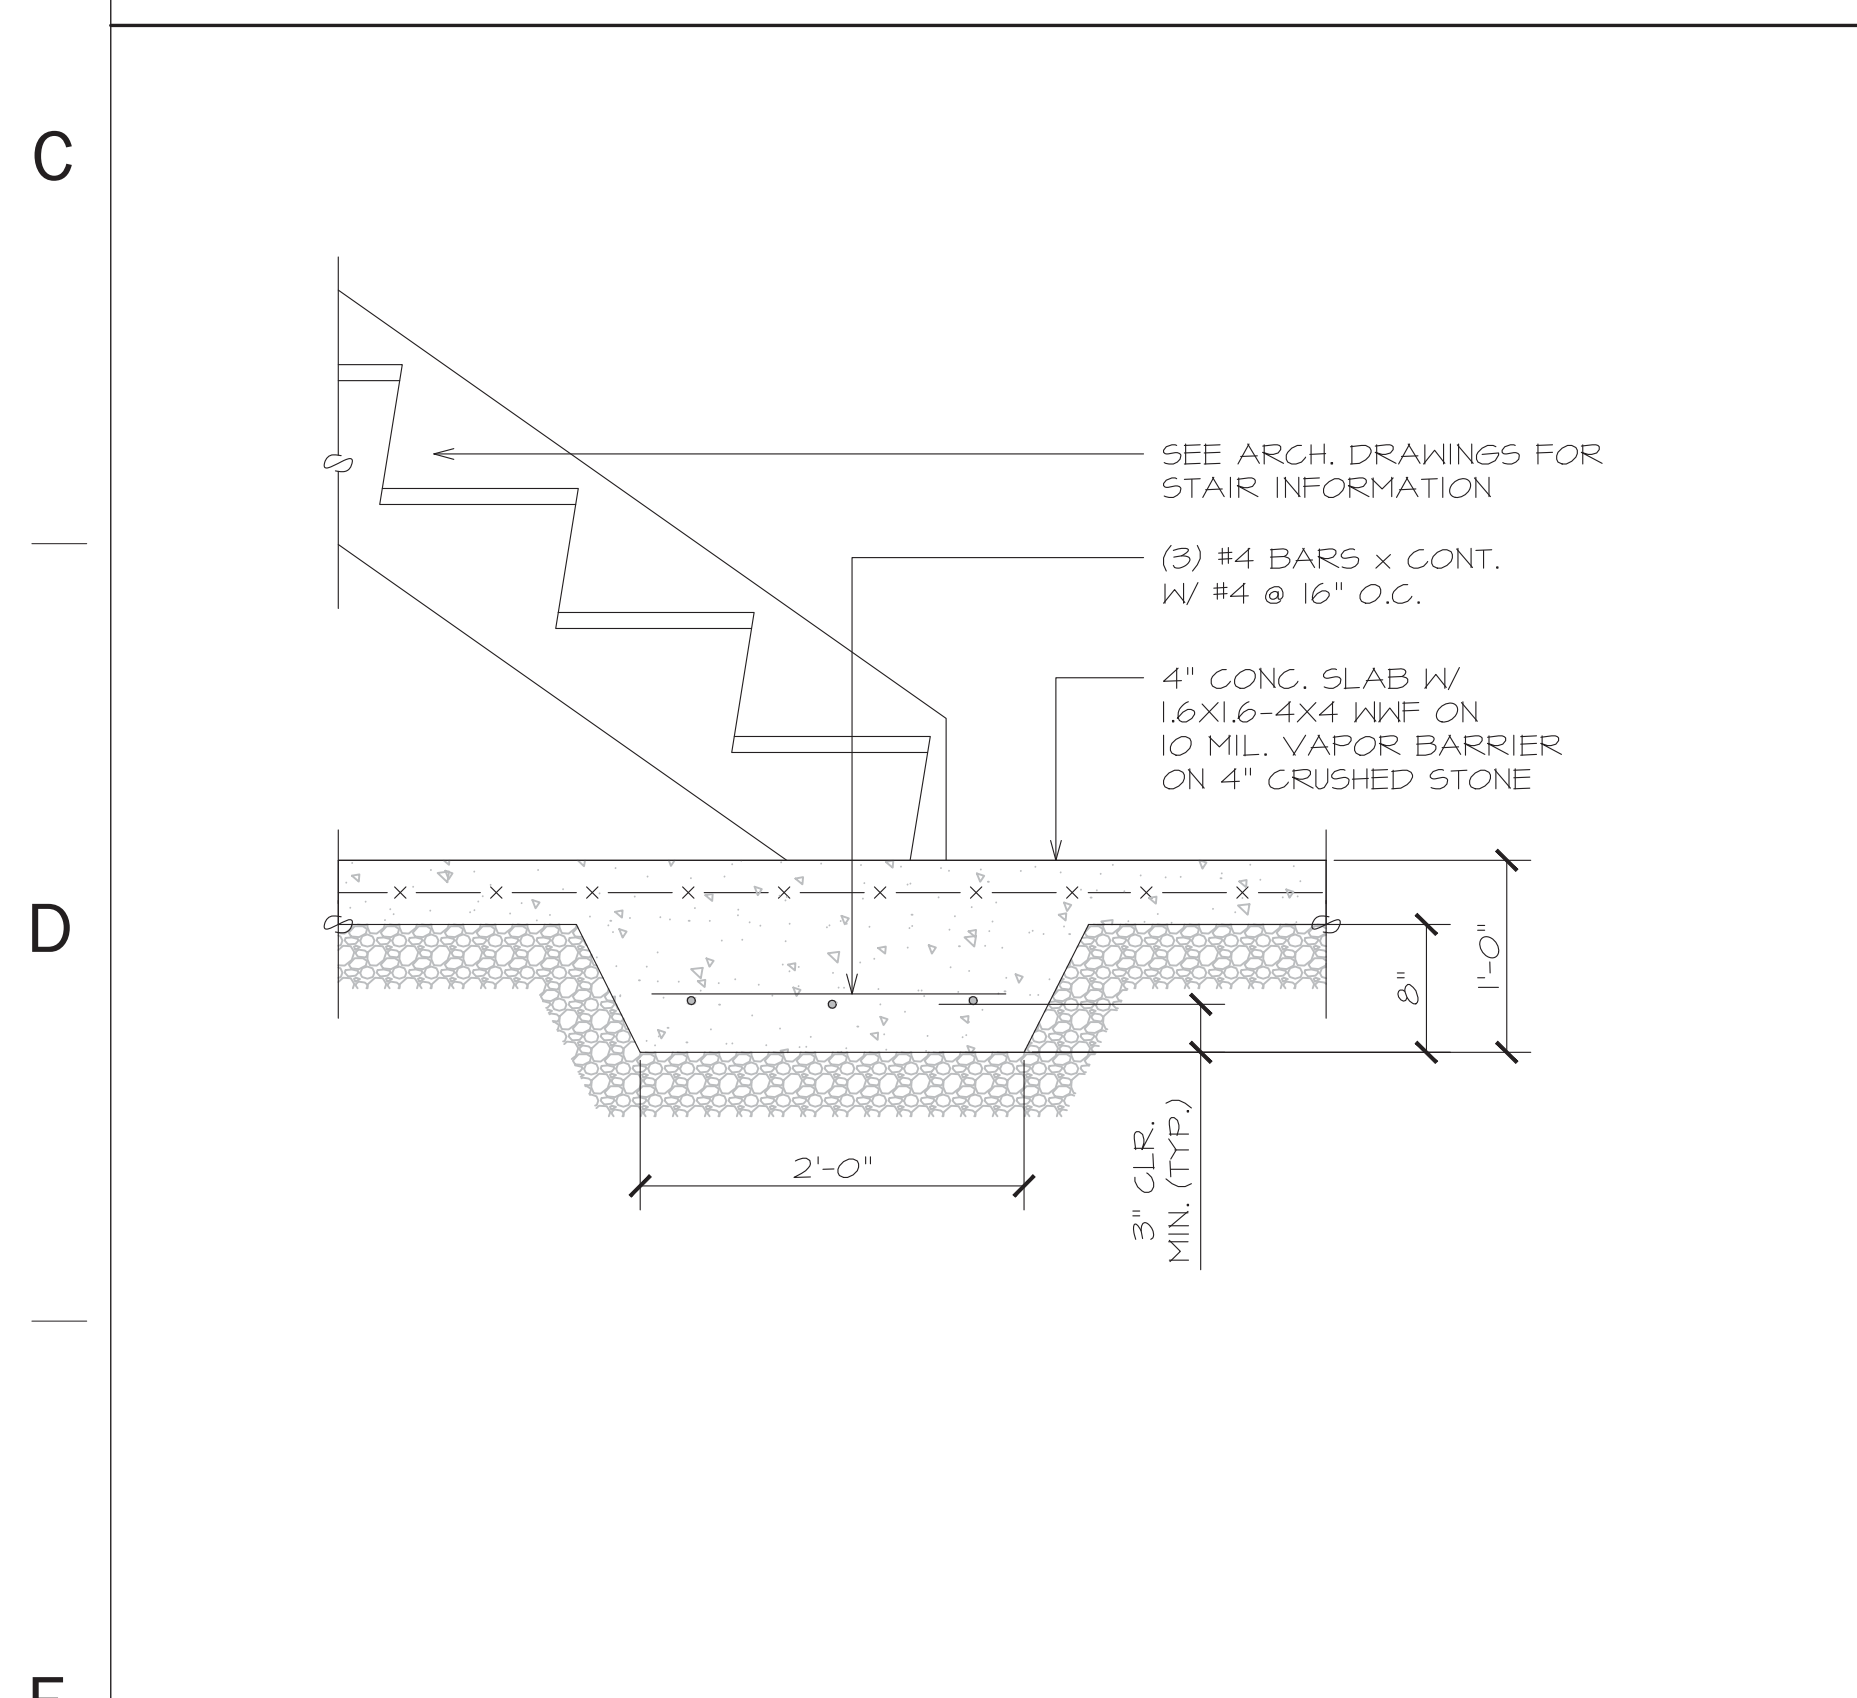 C
SEE ARCH. DRAWINGS FOR
STAIR INFORMATION
(3) #4 BARS x CONT.
W/ #4 @ 16" O.C.
4" CONC. SLAB W/
1.6X1.6-4X4 WWF ON
10 MIL. VAPOR BARRIER
ON 4" CRUSHED STONE
D
8"
1'-0"
2'-0"
3" CLR.
MIN. (TYP.)